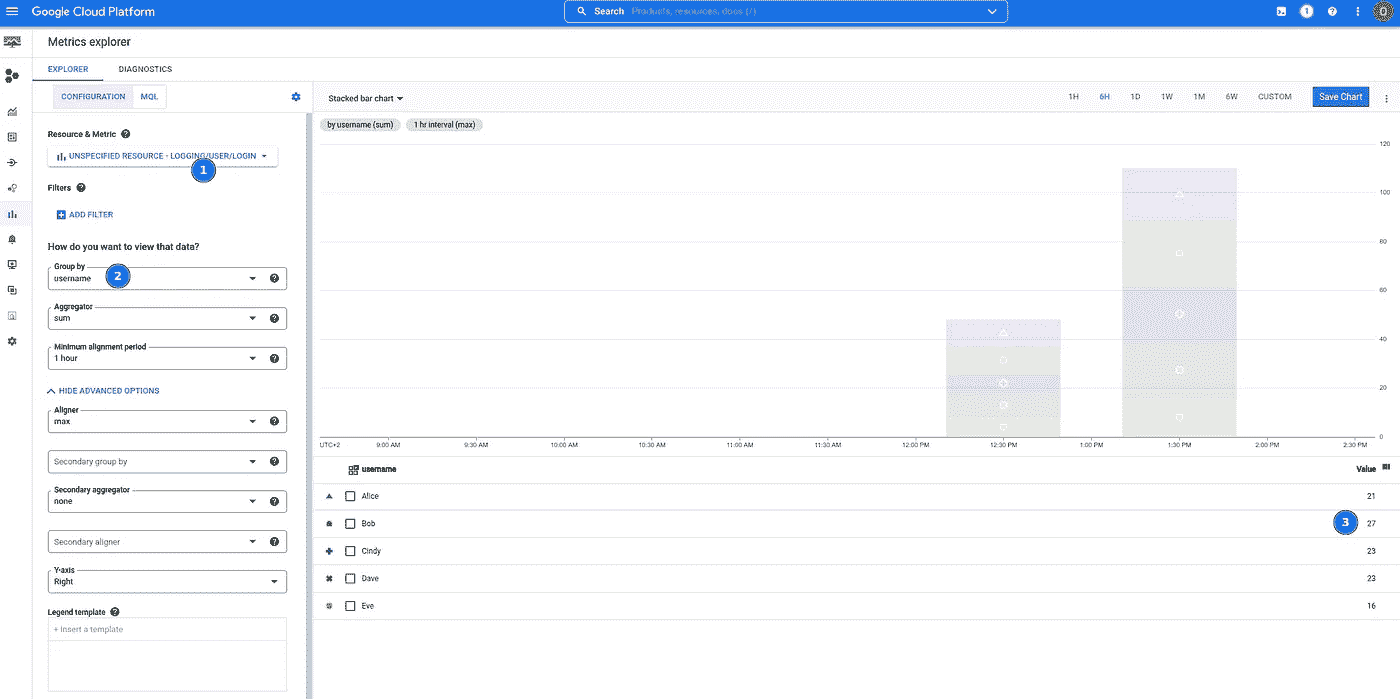 Google Cloud Platform
Search Products, resources, docs (/)
1
Metrics explorer
EXPLORER DIAGNOSTICS
CONFIGURATION MQL
Resource & Metric
UNSPECIFIED RESOURCE - LOGGING/USER/LOGIN
1
Filters
ADD FILTER
How do you want to view that data?
Group by
username
2
Aggregator
sum
Minimum alignment period
1 hour
HIDE ADVANCED OPTIONS
Aligner
max
Secondary group by
Secondary aggregator
none
Secondary aligner
Y-axis
Right
Legend template
+ Insert a template
Stacked bar chart
1H 6H 1D 1W 1M 6W CUSTOM Save Chart
by username (sum) 1 hr interval (max)
120
100
80
60
40
20
0
UTC+2 9:00 AM 9:30 AM 10:00 AM 10:30 AM 11:00 AM 11:30 AM 12:00 PM 12:30 PM 1:00 PM 1:30 PM 2:00 PM 2:30 PM
username Value
Alice 21
Bob 3 27
Cindy 23
Dave 23
Eve 16